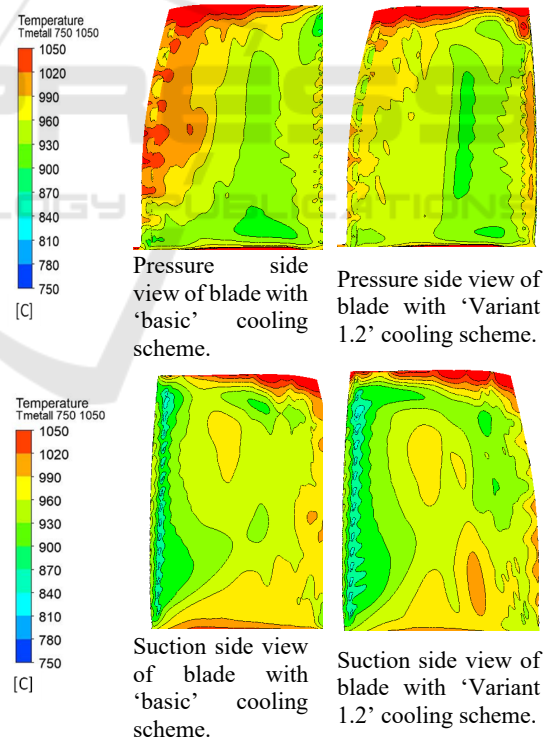 Temperature
Tmetall 750 1050
1050
1020
990
960
930
900
870
840
810
780
750
[C]
Pressure side
view of blade with
‘basic’ cooling
scheme.
Pressure side view of
blade with ‘Variant
1.2’ cooling scheme.
Temperature
Tmetall 750 1050
1050
1020
990
960
930
900
870
840
810
780
750
[C]
Suction side view
of blade with
‘basic’ cooling
scheme.
Suction side view of
blade with ‘Variant
1.2’ cooling scheme.